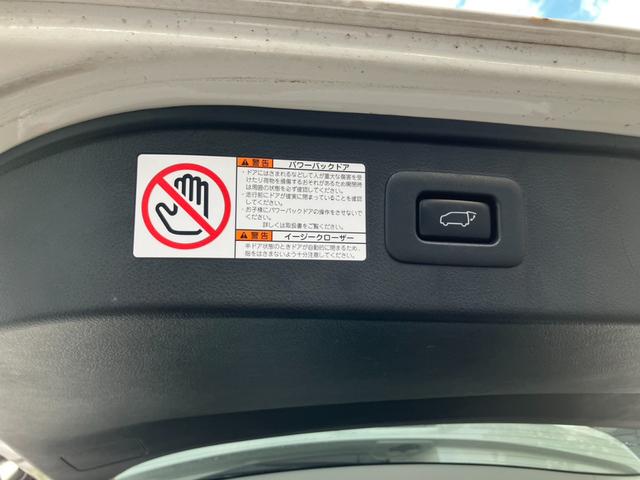 ⚠警告 パワーバックドア
・ドアにはさまれるなどして人が重大な傷害を受
けたり荷物を損傷するおそれがあるため開閉時
は周囲の状態を必ず確認してください。
・走行前にドアが確実に閉まっていることを確認
してください。
・お子様にパワーバックドアの操作をさせないで
ください。
詳しくは取扱書をご覧ください。
⚠警告 イージークローザー
半ドア状態のときドアが自動的に閉まるため、
指をはさまないよう十分注意してください。